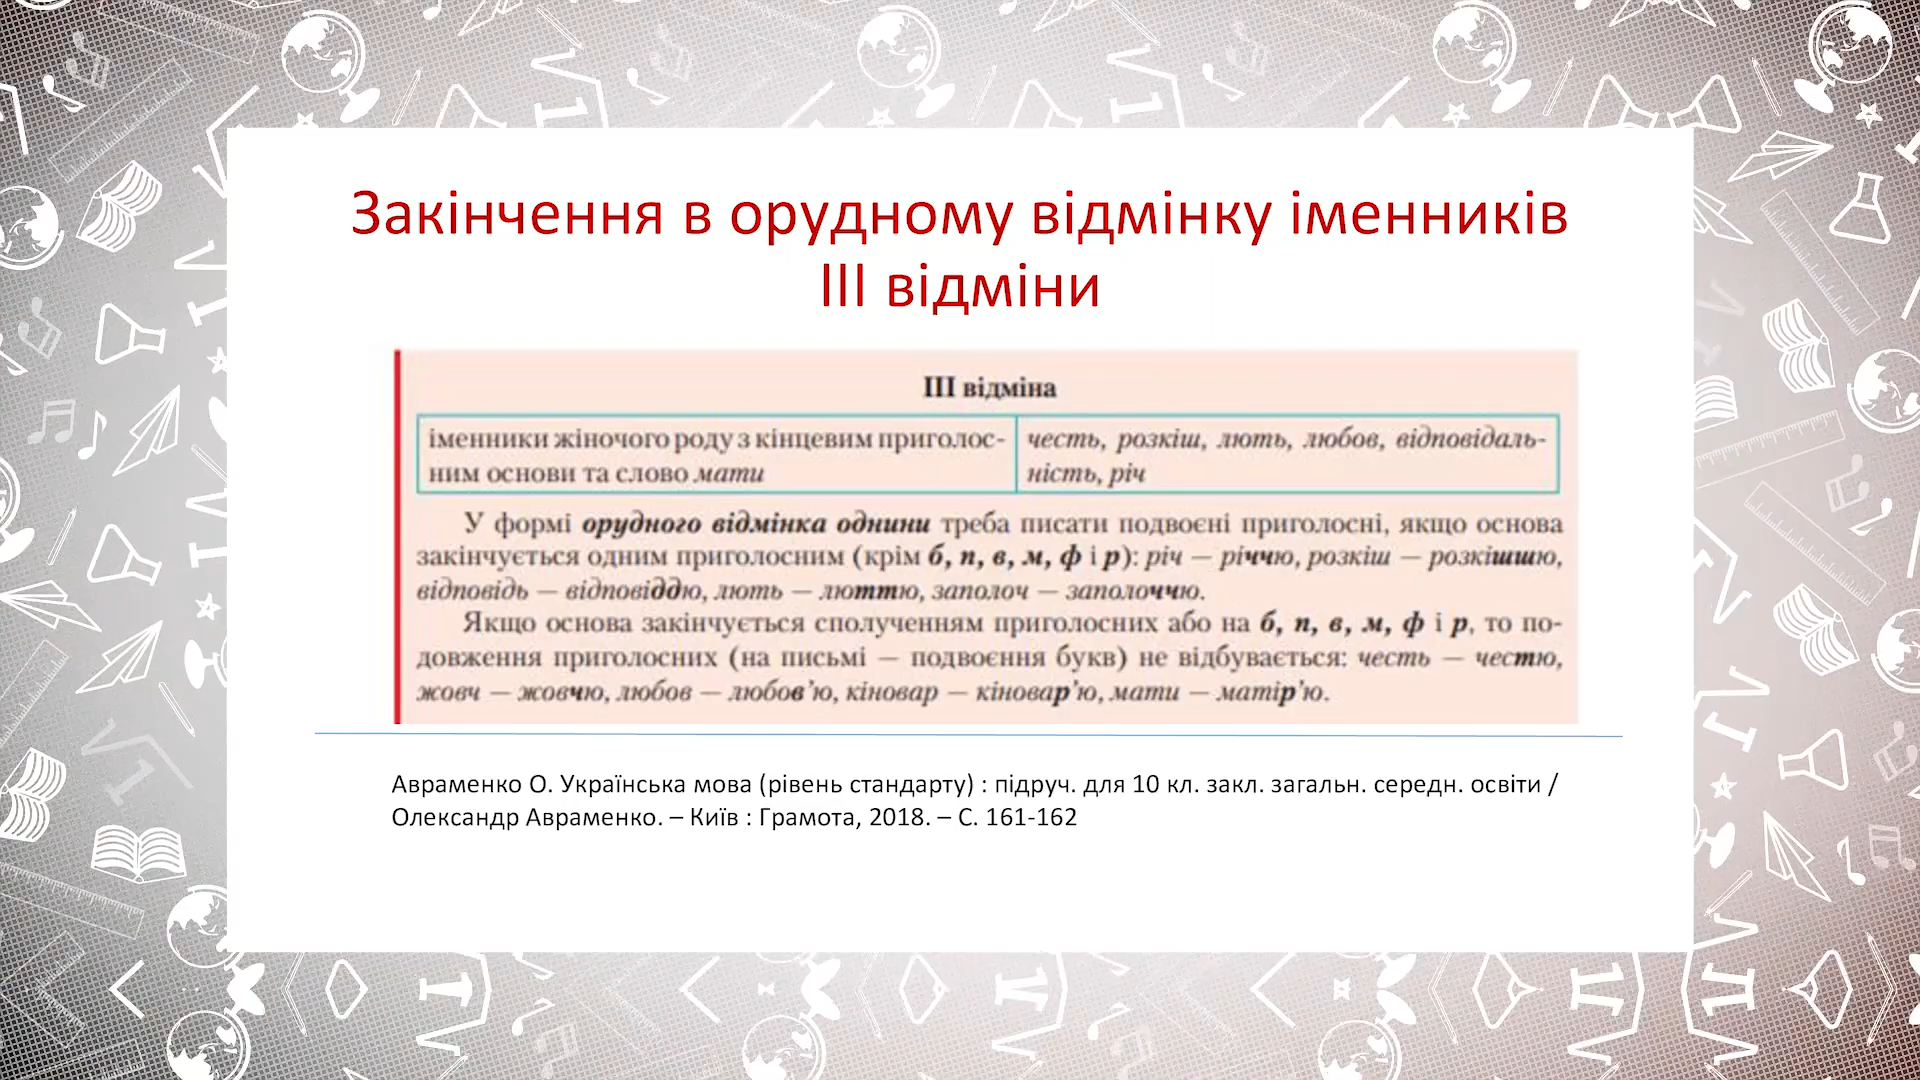 Закінчення в орудному відмінку іменників
ІІІ відміни
ІІІ відміна
іменники жіночого роду з кінцевим приголос-
ним основи та слово мати
честь, розкіш, лють, любов, відповідаль-
ність, річ
У формі орудного відмінка однини треба писати подвоєні приголосні, якщо основа
закінчується одним приголосним (крім б, п, в, м, ф і р): річ — річчю, розкіш — розкішшю,
відповідь — відповіддю, лють — люттю, заполоч — заполоччю.
Якщо основа закінчується сполученням приголосних або на б, п, в, м, ф і р, то по-
довження приголосних (на письмі — подвоєння букв) не відбувається: честь — честю,
жовч — жовчю, любов — любов’ю, кіновар — кіновар’ю, мати — матір’ю.
Авраменко О. Українська мова (рівень стандарту) : підруч. для 10 кл. закл. загальн. середн. освіти /
Олександр Авраменко. – Київ : Грамота, 2018. – С. 161-162